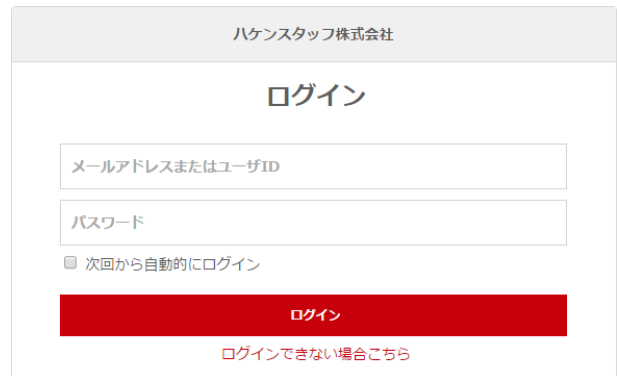 ハケンスタッフ株式会社
ログイン
メールアドレスまたはユーザID
パスワード
次回から自動的にログイン
ログイン
ログインできない場合こちら